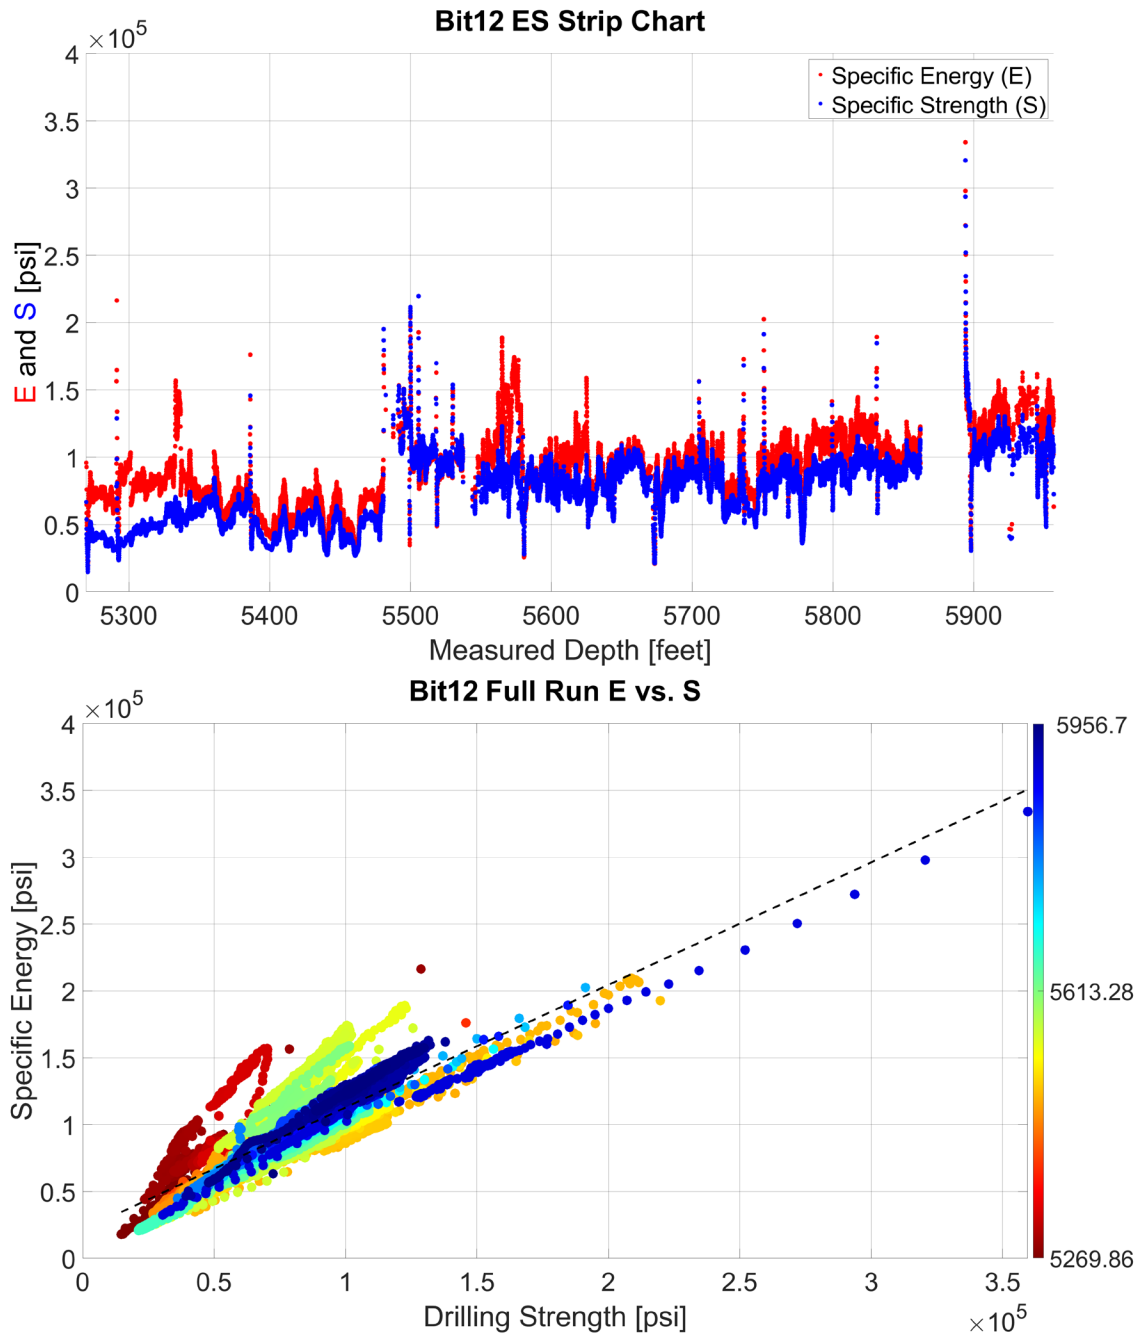 Bit12 ES Strip Chart
×10^5
4
3.5
3
2.5
2
1.5
1
0.5
0
E and S [psi]
Specific Energy (E)
Specific Strength (S)
5300 5400 5500 5600 5700 5800 5900
Measured Depth [feet]
Bit12 Full Run E vs. S
×10^5
4
3.5
3
2.5
2
1.5
1
0.5
0
Specific Energy [psi]
5956.7
5613.28
5269.86
0 0.5 1 1.5 2 2.5 3 3.5
Drilling Strength [psi]
×10^5